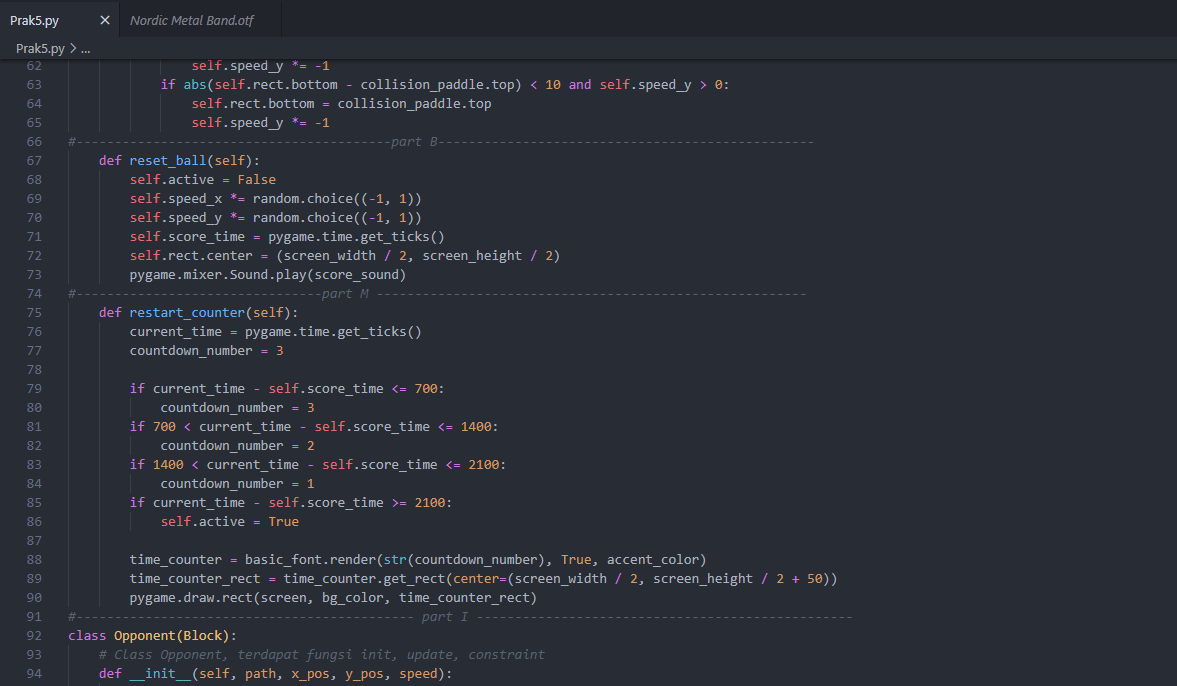 Prak5.py × Nordic Metal Band.otf
Prak5.py > ...
62 self.speed_y *= -1
63 if abs(self.rect.bottom - collision_paddle.top) < 10 and self.speed_y > 0:
64 self.rect.bottom = collision_paddle.top
65 self.speed_y *= -1
66 #-----------------------------------------part B-------------------------------------------------
67 def reset_ball(self):
68 self.active = False
69 self.speed_x *= random.choice((-1, 1))
70 self.speed_y *= random.choice((-1, 1))
71 self.score_time = pygame.time.get_ticks()
72 self.rect.center = (screen_width / 2, screen_height / 2)
73 pygame.mixer.Sound.play(score_sound)
74 #--------------------------------part M --------------------------------------------------------
75 def restart_counter(self):
76 current_time = pygame.time.get_ticks()
77 countdown_number = 3
78
79 if current_time - self.score_time <= 700:
80 countdown_number = 3
81 if 700 < current_time - self.score_time <= 1400:
82 countdown_number = 2
83 if 1400 < current_time - self.score_time <= 2100:
84 countdown_number = 1
85 if current_time - self.score_time >= 2100:
86 self.active = True
87
88 time_counter = basic_font.render(str(countdown_number), True, accent_color)
89 time_counter_rect = time_counter.get_rect(center=(screen_width / 2, screen_height / 2 + 50))
90 pygame.draw.rect(screen, bg_color, time_counter_rect)
91 #-------------------------------------------- part I -------------------------------------------------
92 class Opponent(Block):
93 # Class Opponent, terdapat fungsi init, update, constraint
94 def __init__(self, path, x_pos, y_pos, speed):